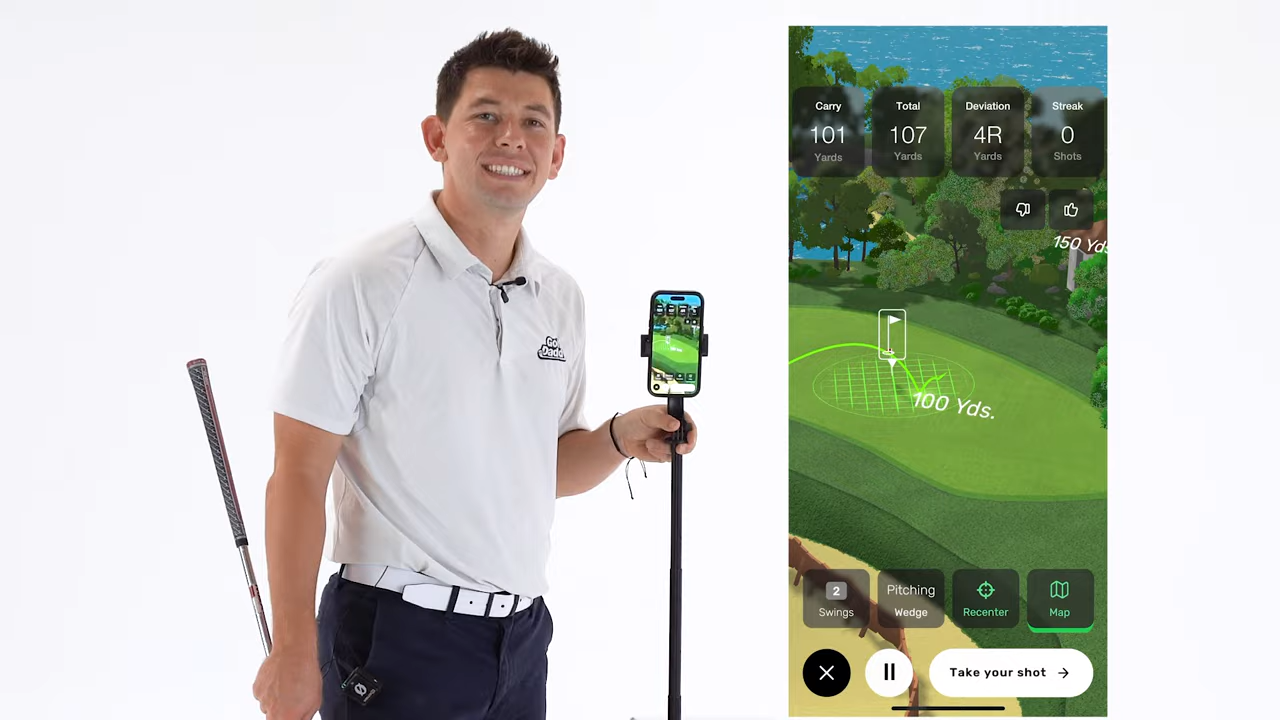 Carry
101
Yards
Total
107
Yards
Deviation
4R
Yards
Streak
0
Shots
150 Yds
100 Yds.
2
Swings
Pitching
Wedge
Recenter
Map
Take your shot